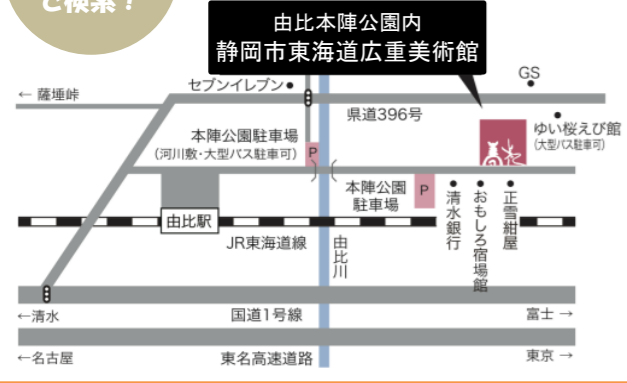 で検索！
由比本陣公園内
静岡市東海道広重美術館
← 薩埵峠
セブンイレブン
GS
県道396号
本陣公園駐車場
(河川敷・大型バス駐車可)
P
ゆい桜えび館
(大型バス駐車可)
本陣公園
駐車場
P
清水銀行
おもしろ宿場館
正雪紺屋
由比駅
JR東海道線
由比川
←清水
国道1号線
富士→
←名古屋
東名高速道路
東京→